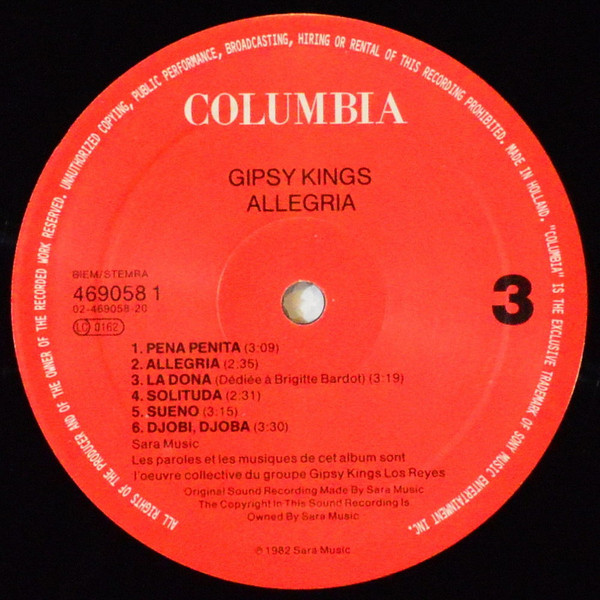 ALL RIGHTS OF THE PRODUCER AND OF THE OWNER OF THE RECORDED WORK RESERVED. UNAUTHORIZED COPYING, PUBLIC PERFORMANCE, BROADCASTING, HIRING OR RENTAL OF THIS RECORDING PROHIBITED. MADE IN HOLLAND. "COLUMBIA" IS THE EXCLUSIVE TRADEMARK OF SONY MUSIC ENTERTAINMENT INC.
COLUMBIA
GIPSY KINGS
ALLEGRIA
BIEM/STEMRA
469058 1
02-469058-20
LC 0162
3
1. PENA PENITA (3:09)
2. ALLEGRIA (2:35)
3. LA DONA (Dédiée à Brigitte Bardot) (3:19)
4. SOLITUDA (2:31)
5. SUENO (3:15)
6. DJOBI, DJOBA (3:30)
Sara Music
Les paroles et les musiques de cet album sont
l'oeuvre collective du groupe Gipsy Kings Los Reyes
Original Sound Recording Made By Sara Music
The Copyright In This Sound Recording Is
Owned By Sara Music
℗ 1982 Sara Music